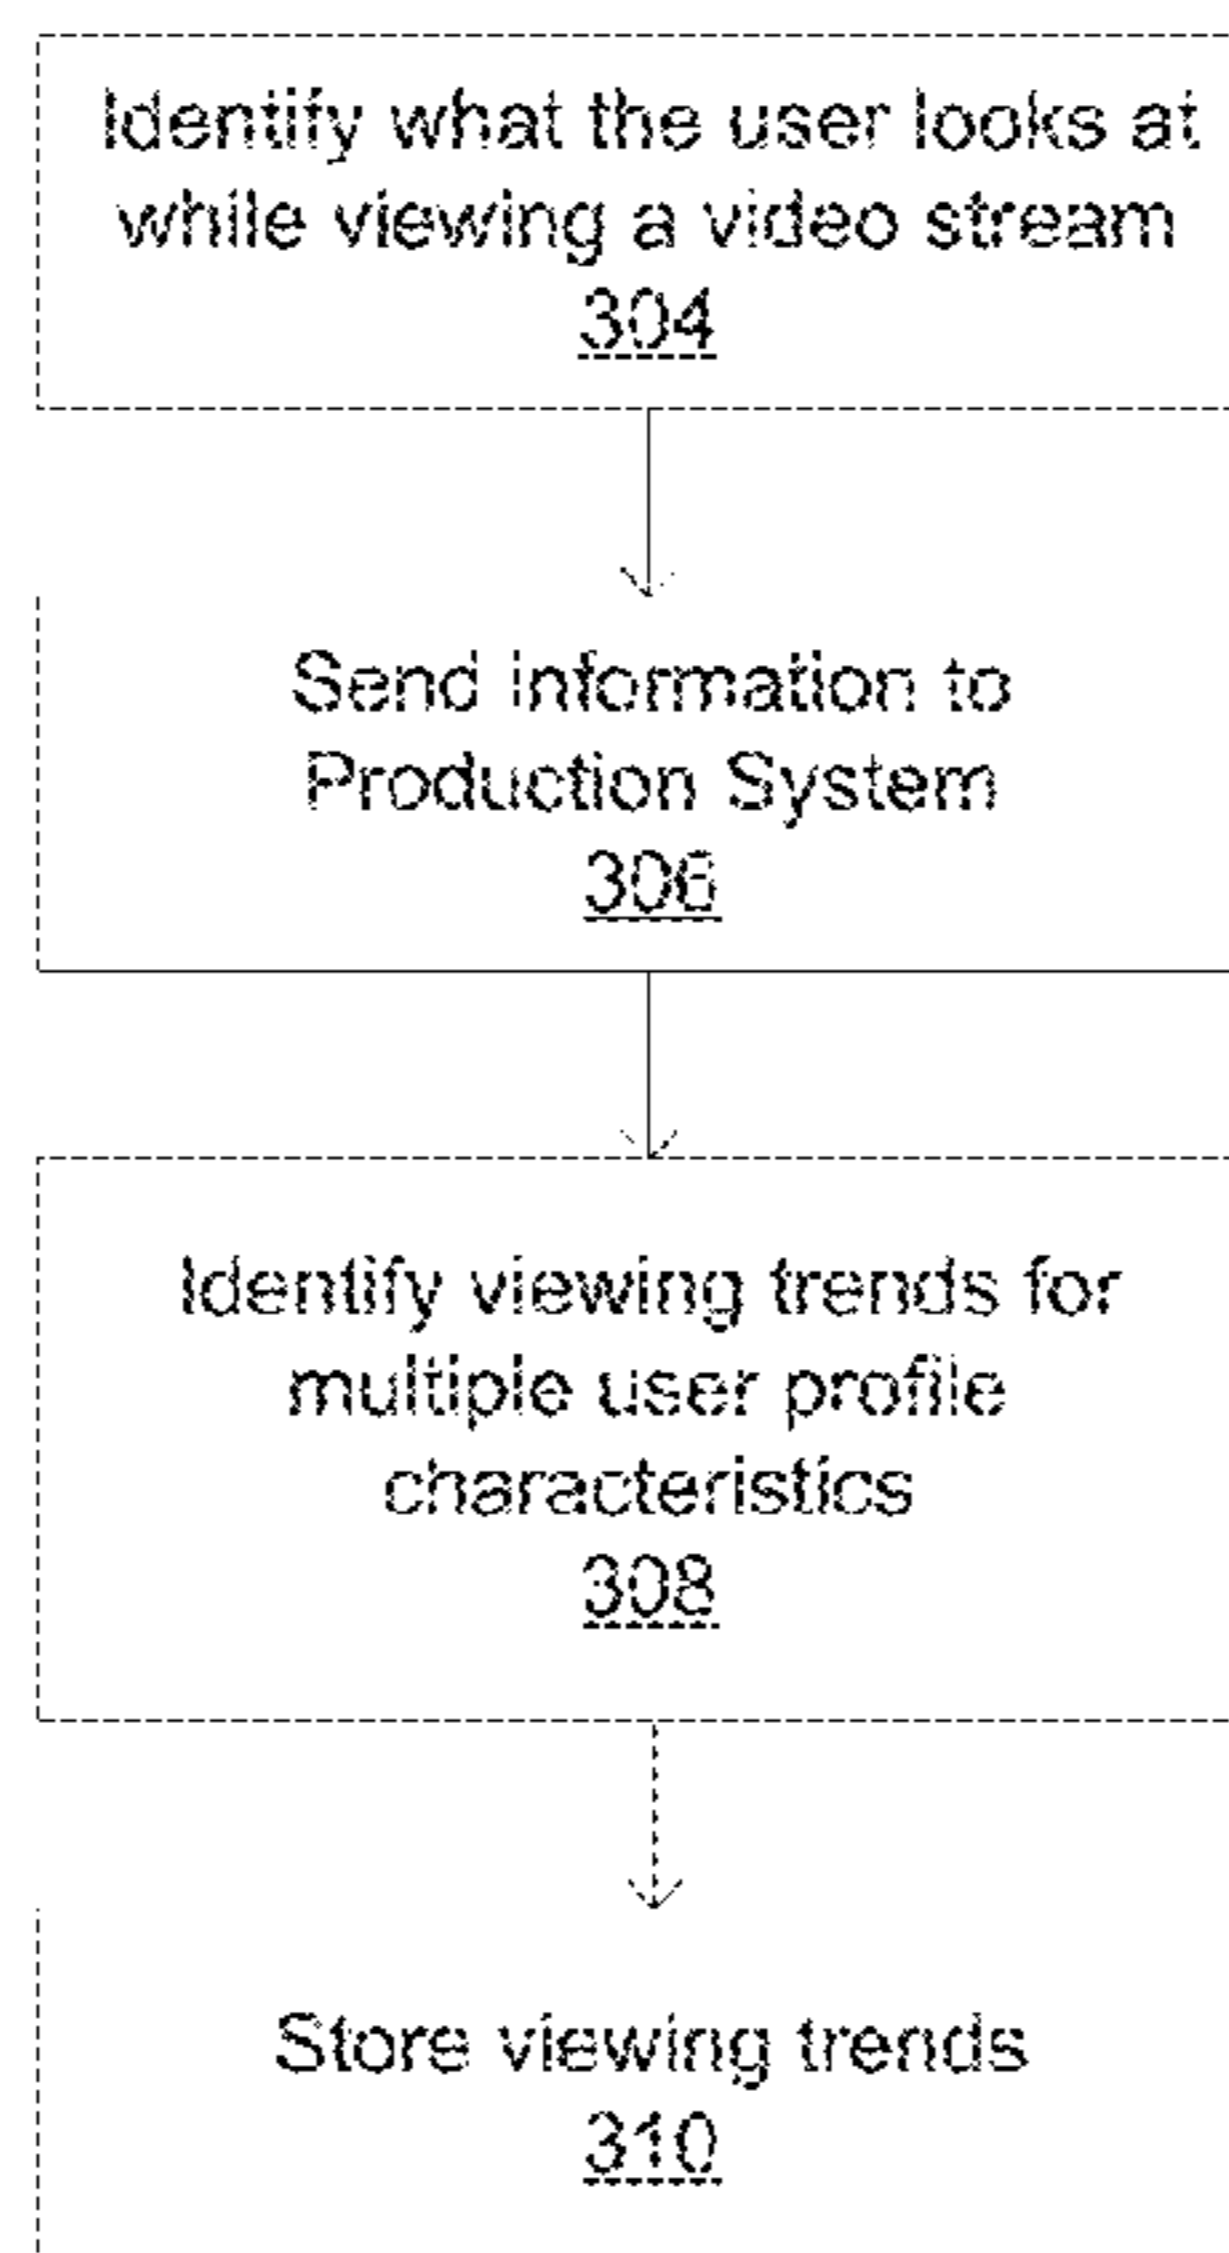 Identify what the user looks at
while viewing a video stream
304
Send information to
Production System
306
Identify viewing trends for
multiple user profile
characteristics
308
Store viewing trends
310